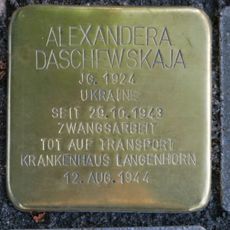 ALEXANDERA
DASCHEWSKAJA
JG. 1924
UKRAINE
SEIT 29.10.1943
ZWANGSARBEIT
TOT AUF TRANSPORT
KRANKENHAUS LANGENHORN
12. AUG. 1944